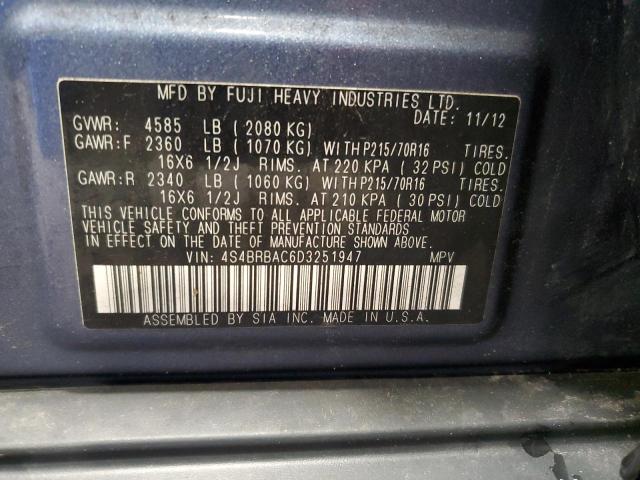 MFD BY FUJI HEAVY INDUSTRIES LTD.
DATE: 11/12
GVWR: 4585 LB ( 2080 KG)
GAWR:F 2360 LB ( 1070 KG) WITH P215/70R16 TIRES.
16X6 1/2J RIMS. AT 220 KPA ( 32 PSI) COLD
GAWR:R 2340 LB ( 1060 KG) WITH P215/70R16 TIRES.
16X6 1/2J RIMS. AT 210 KPA ( 30 PSI) COLD
THIS VEHICLE CONFORMS TO ALL APPLICABLE FEDERAL MOTOR
VEHICLE SAFETY AND THEFT PREVENTION STANDARDS
IN EFFECT ON THE DATE OF MANUFACTURE SHOWN ABOVE.
VIN: 4S4BRBAC6D3251947 MPV
ASSEMBLED BY SIA INC. MADE IN U.S.A.